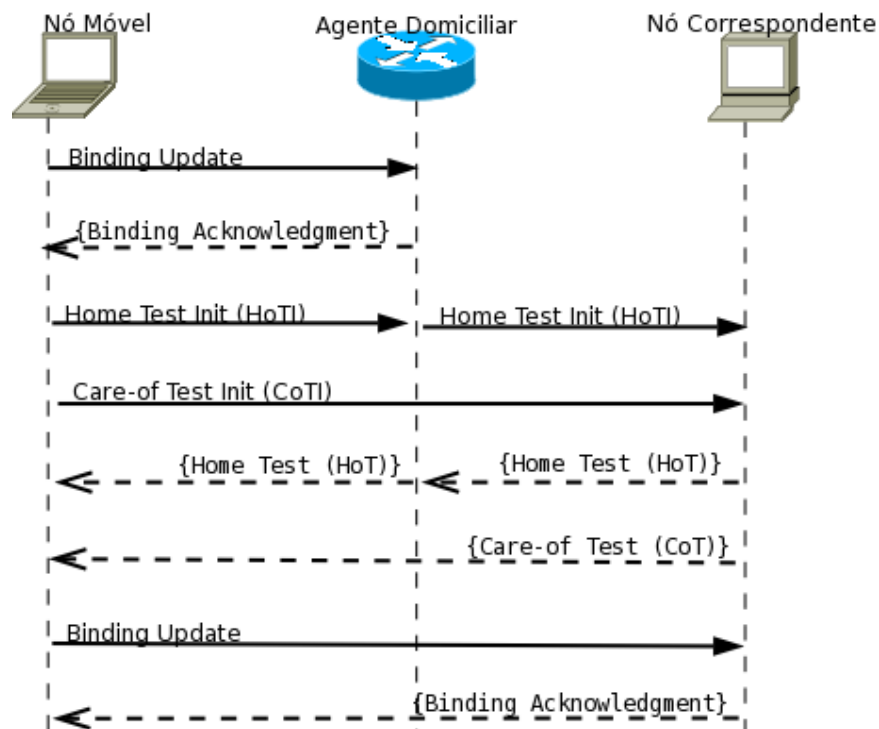 Nó Móvel
Agente Domiciliar
Nó Correspondente
Binding Update
{Binding Acknowledgment}
Home Test Init (HoTI)
Home Test Init (HoTI)
Care-of Test Init (CoTI)
{Home Test (HoT)}
{Home Test (HoT)}
{Care-of Test (CoT)}
Binding Update
{Binding Acknowledgment}